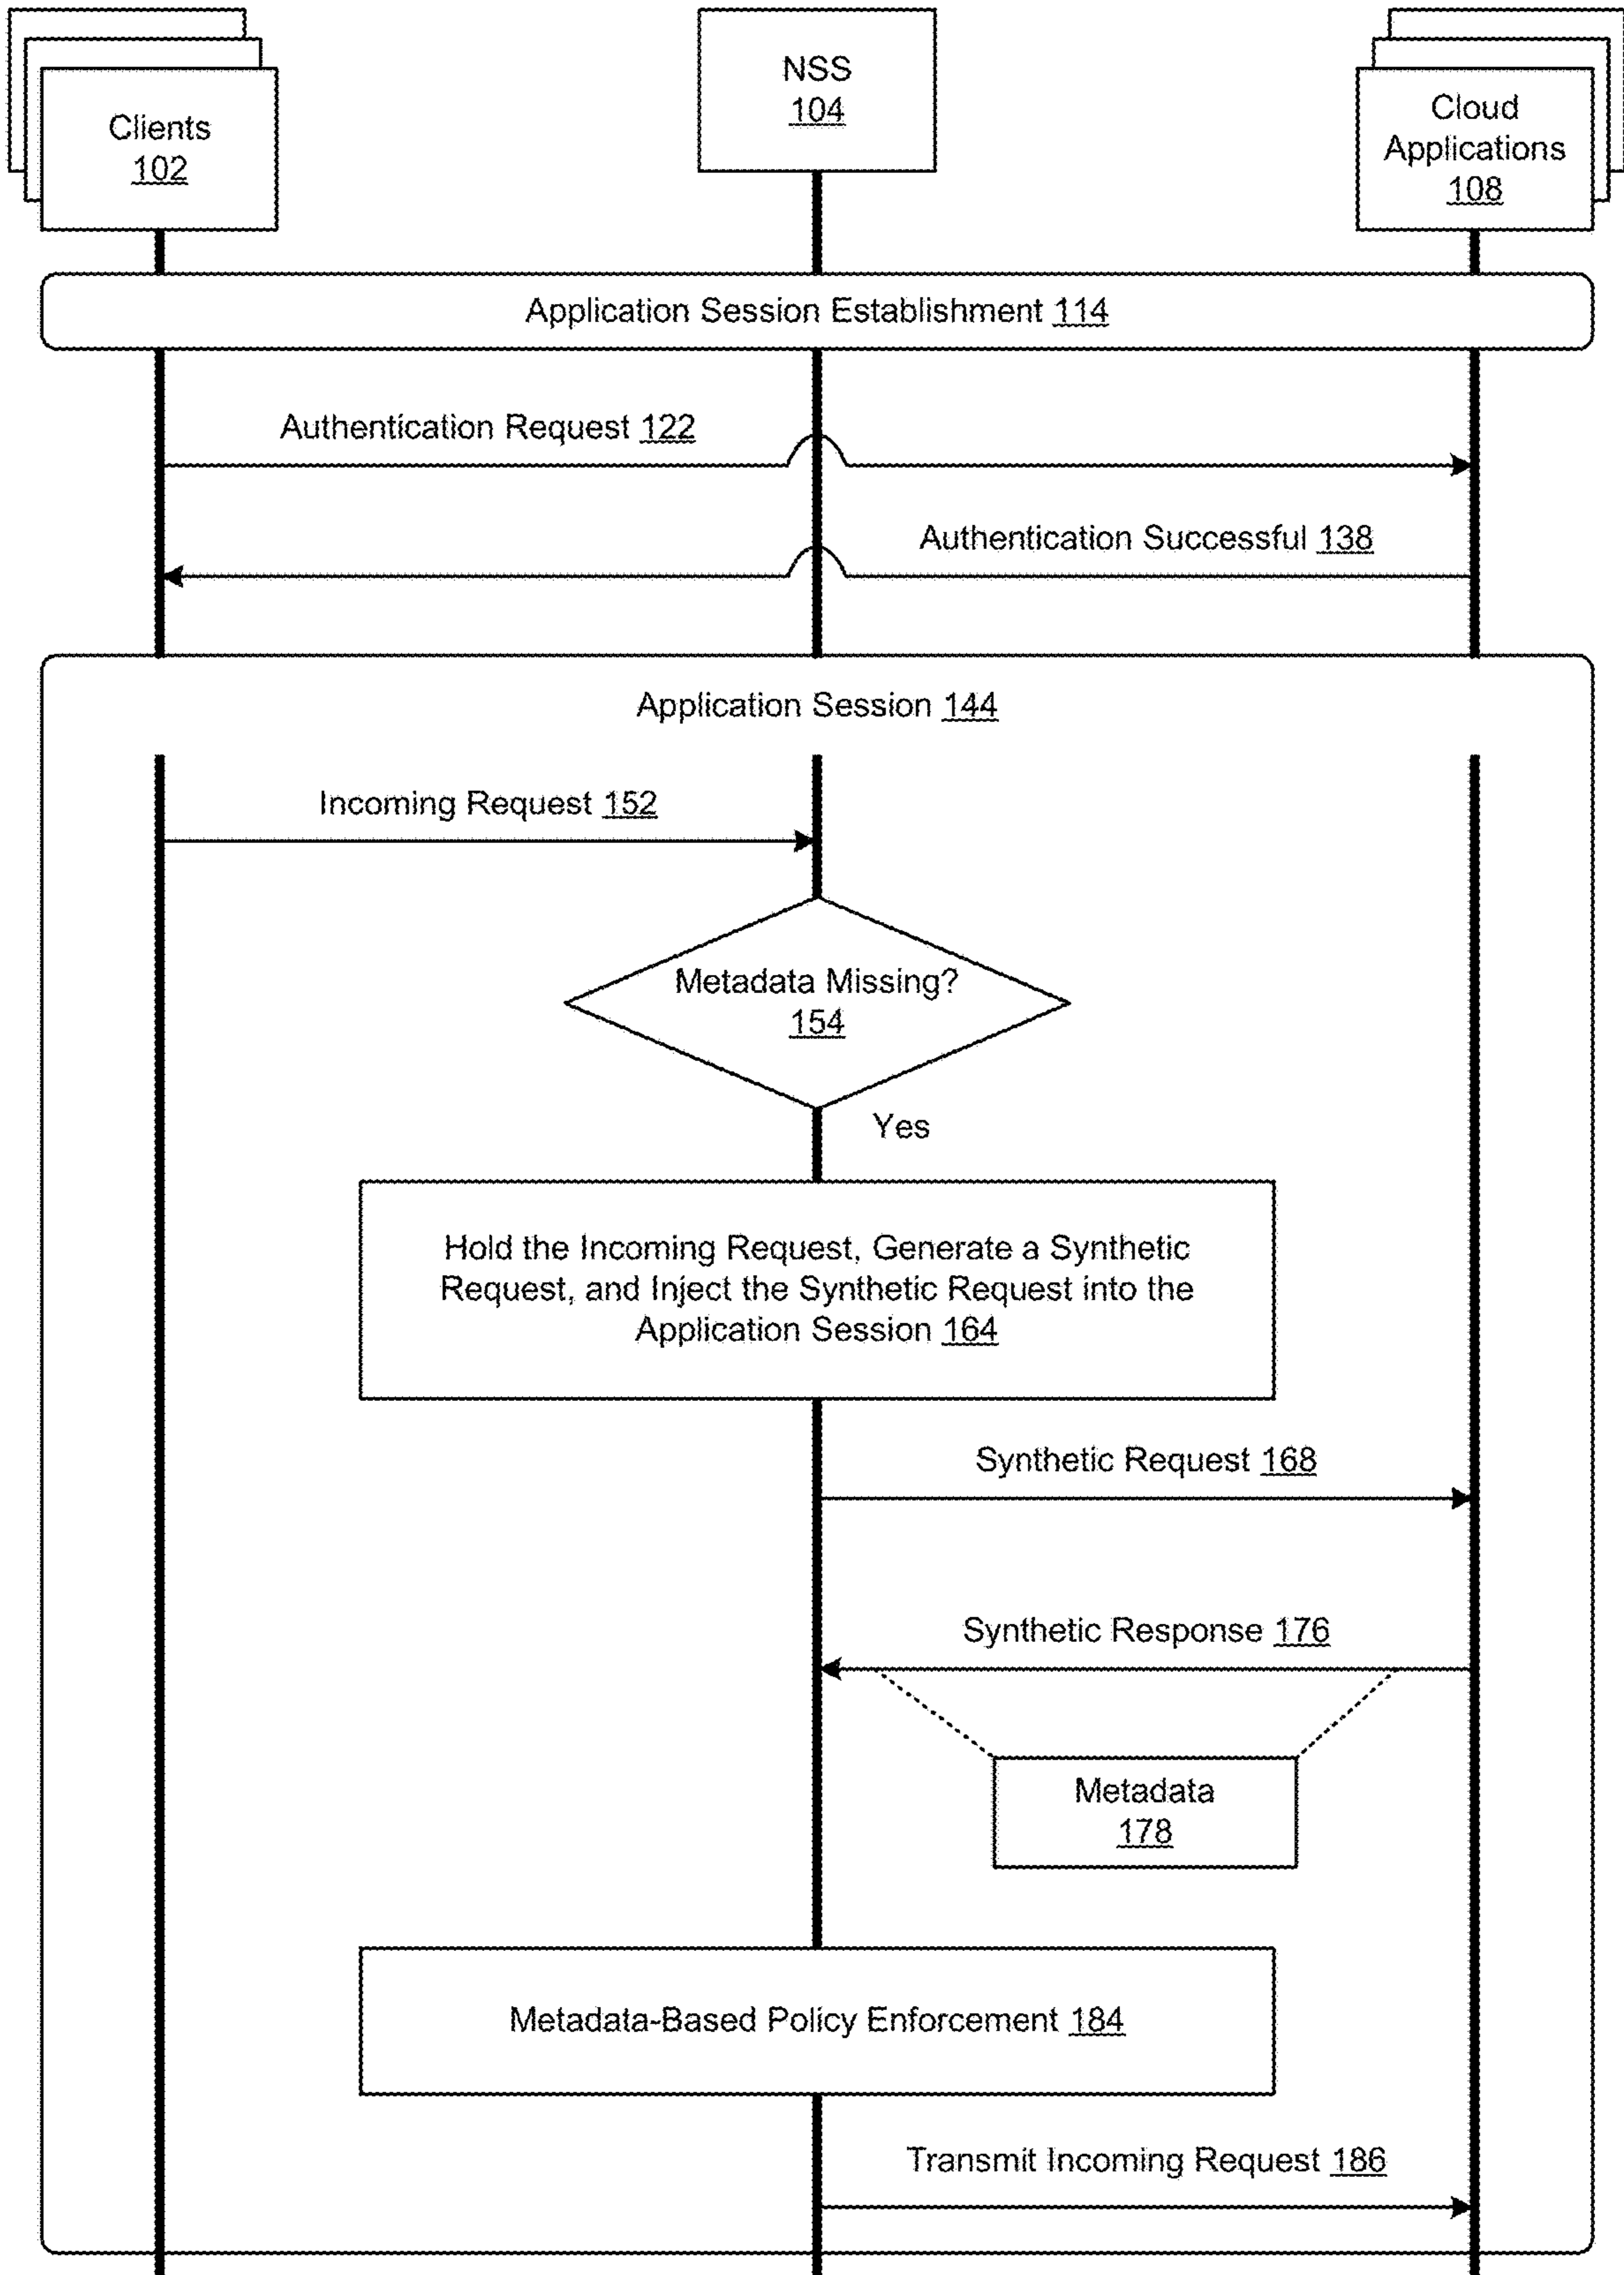 Clients
102
NSS
104
Cloud
Applications
108
Application Session Establishment 114
Authentication Request 122
Authentication Successful 138
Application Session 144
Incoming Request 152
Metadata Missing?
154
Yes
Hold the Incoming Request, Generate a Synthetic
Request, and Inject the Synthetic Request into the
Application Session 164
Synthetic Request 168
Synthetic Response 176
Metadata
178
Metadata-Based Policy Enforcement 184
Transmit Incoming Request 186